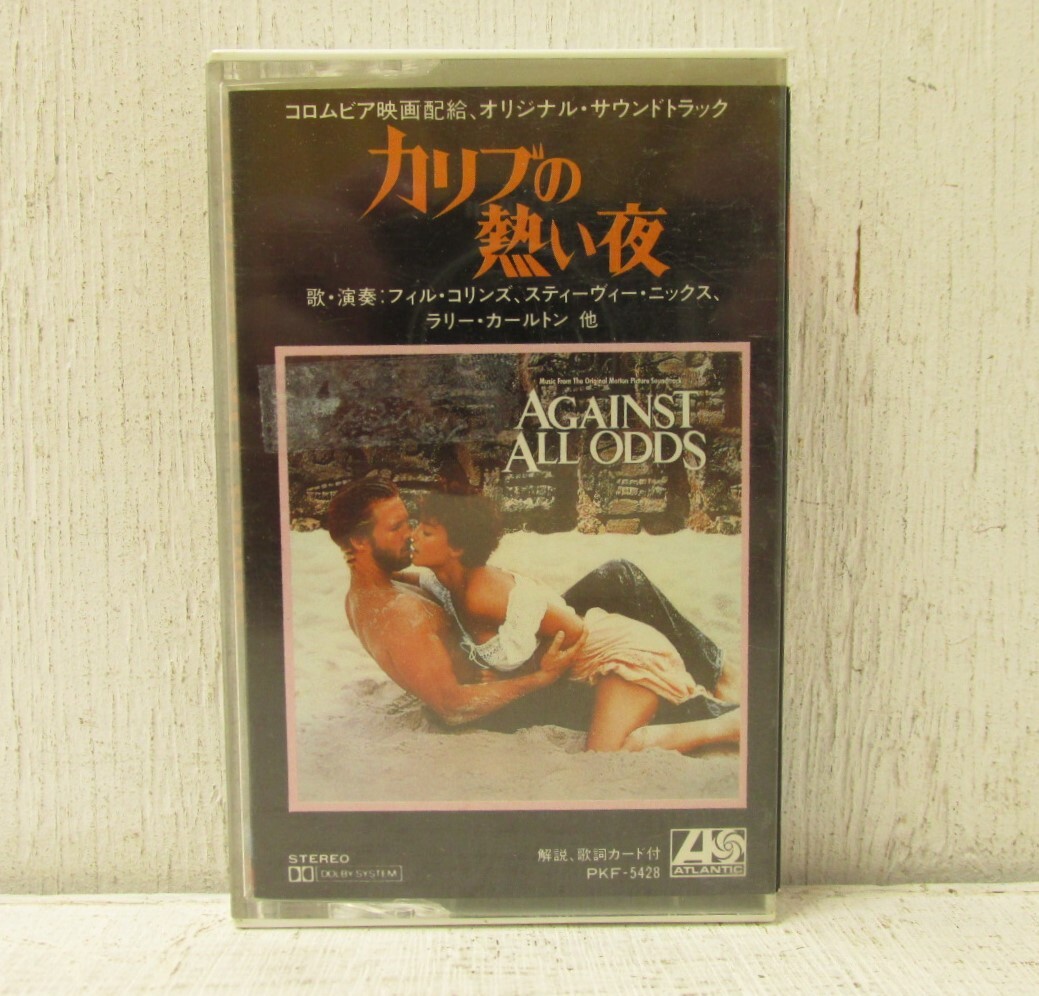 コロムビア映画配給、オリジナル・サウンドトラック
カリブの
熱い夜
歌・演奏:フィル・コリンズ、スティーヴィー・ニックス、
ラリー・カールトン 他
Music From The Original Motion Picture Soundtrack
AGAINST
ALL ODDS
STEREO
DOLBY SYSTEM
解説、歌詞カード付
PKF-5428
ATLANTIC